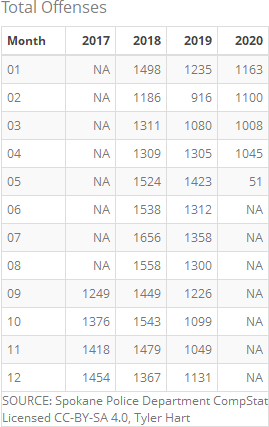 Total Offenses
Month 2017 2018 2019 2020
01 NA 1498 1235 1163
02 NA 1186 916 1100
03 NA 1311 1080 1008
04 NA 1309 1305 1045
05 NA 1524 1423 51
06 NA 1538 1312 NA
07 NA 1656 1358 NA
08 NA 1558 1300 NA
09 1249 1449 1226 NA
10 1376 1543 1099 NA
11 1418 1479 1049 NA
12 1454 1367 1131 NA
SOURCE: Spokane Police Department CompStat
Licensed CC-BY-SA 4.0, Tyler Hart